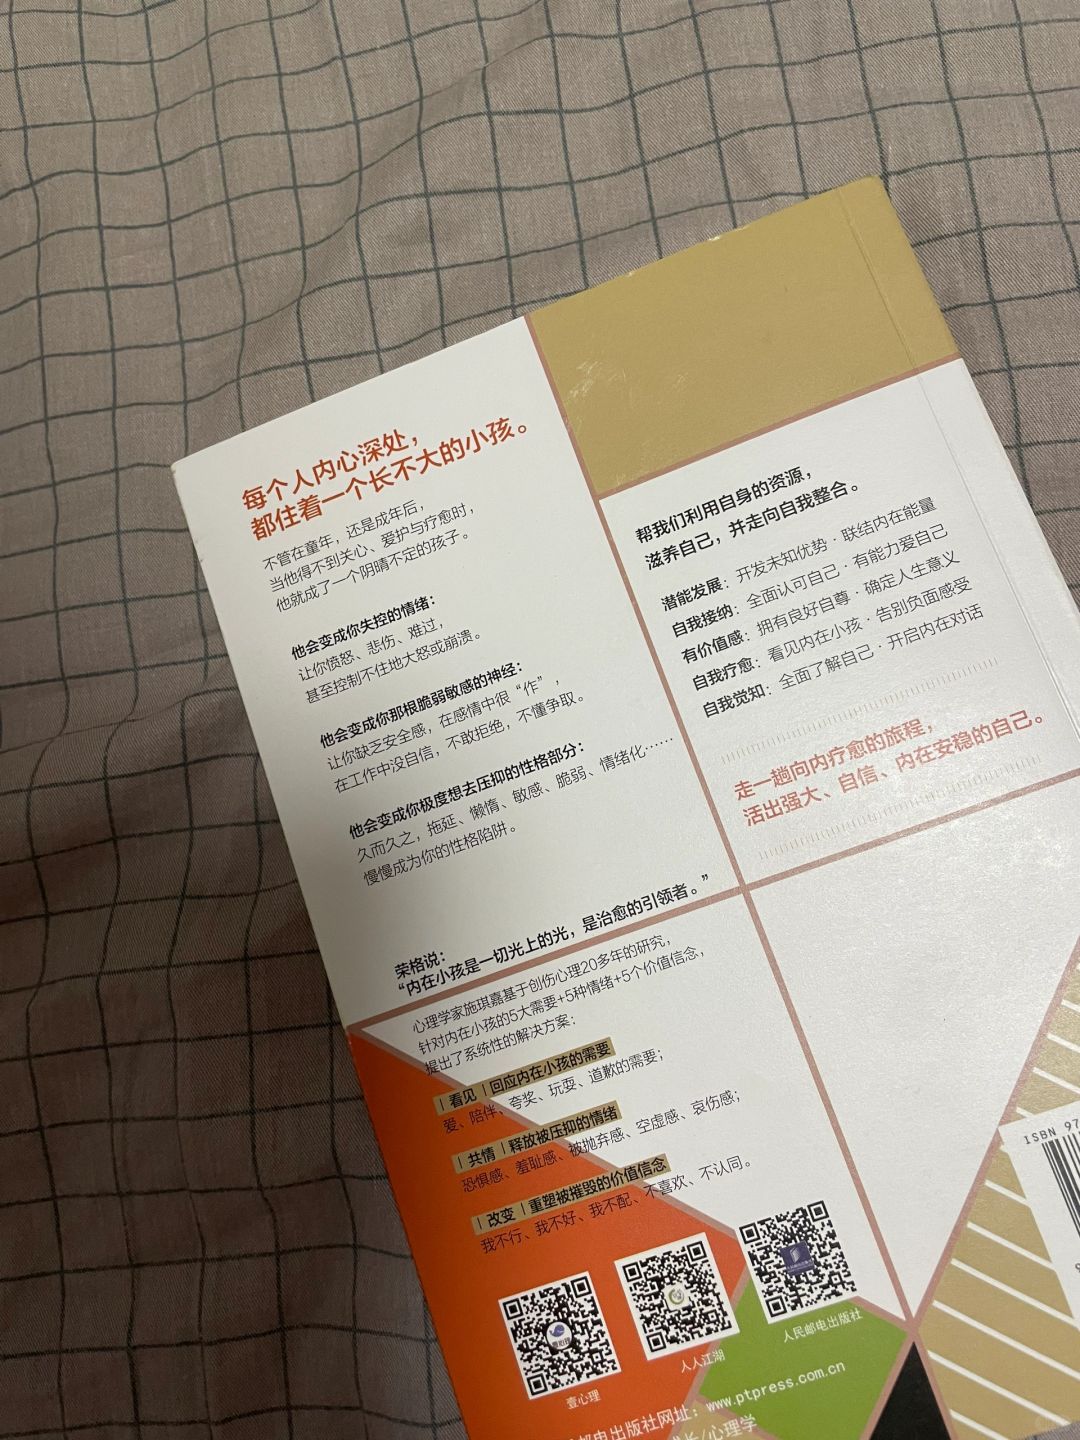 每个人内心深处，
都住着一个长不大的小孩。
不管在童年，还是成年后，
当他得不到关心、爱护与疗愈时，
他就成了一个阴晴不定的孩子。
他会变成你失控的情绪：
让你愤怒、悲伤、难过，
甚至控制不住地大怒或崩溃。
他会变成你那根脆弱敏感的神经：
让你缺乏安全感，在感情中很“作”，
在工作中没自信，不敢拒绝，不懂争取。
他会变成你极度想去压抑的性格部分：
久而久之，拖延、懒惰、敏感、脆弱、情绪化……
慢慢成为你的性格陷阱。
荣格说：
“内在小孩是一切光上的光，是治愈的引领者。”
心理学家施琪嘉基于创伤心理20多年的研究，
针对内在小孩的5大需要+5种情绪+5个价值信念，
提出了系统性的解决方案：
| 看见 | 回应内在小孩的需要
爱、陪伴、夸奖、玩耍、道歉的需要；
| 共情 | 释放被压抑的情绪
恐惧感、羞耻感、被抛弃感、空虚感、哀伤感；
| 改变 | 重塑被摧毁的价值信念
我不行、我不好、我不配、不喜欢、不认同。
帮我们利用自身的资源，
滋养自己，并走向自我整合。
潜能发展：开发未知优势·联结内在能量
自我接纳：全面认可自己·有能力爱自己
有价值感：拥有良好自尊·确定人生意义
自我疗愈：看见内在小孩·告别负面感受
自我觉知：全面了解自己·开启内在对话
走一趟向内疗愈的旅程，
活出强大、自信、内在安稳的自己。
ISBN 97
9
壹心理
人人江湖
人民邮电出版社
邮电出版社网址：www.ptpress.com.cn
成长/心理学